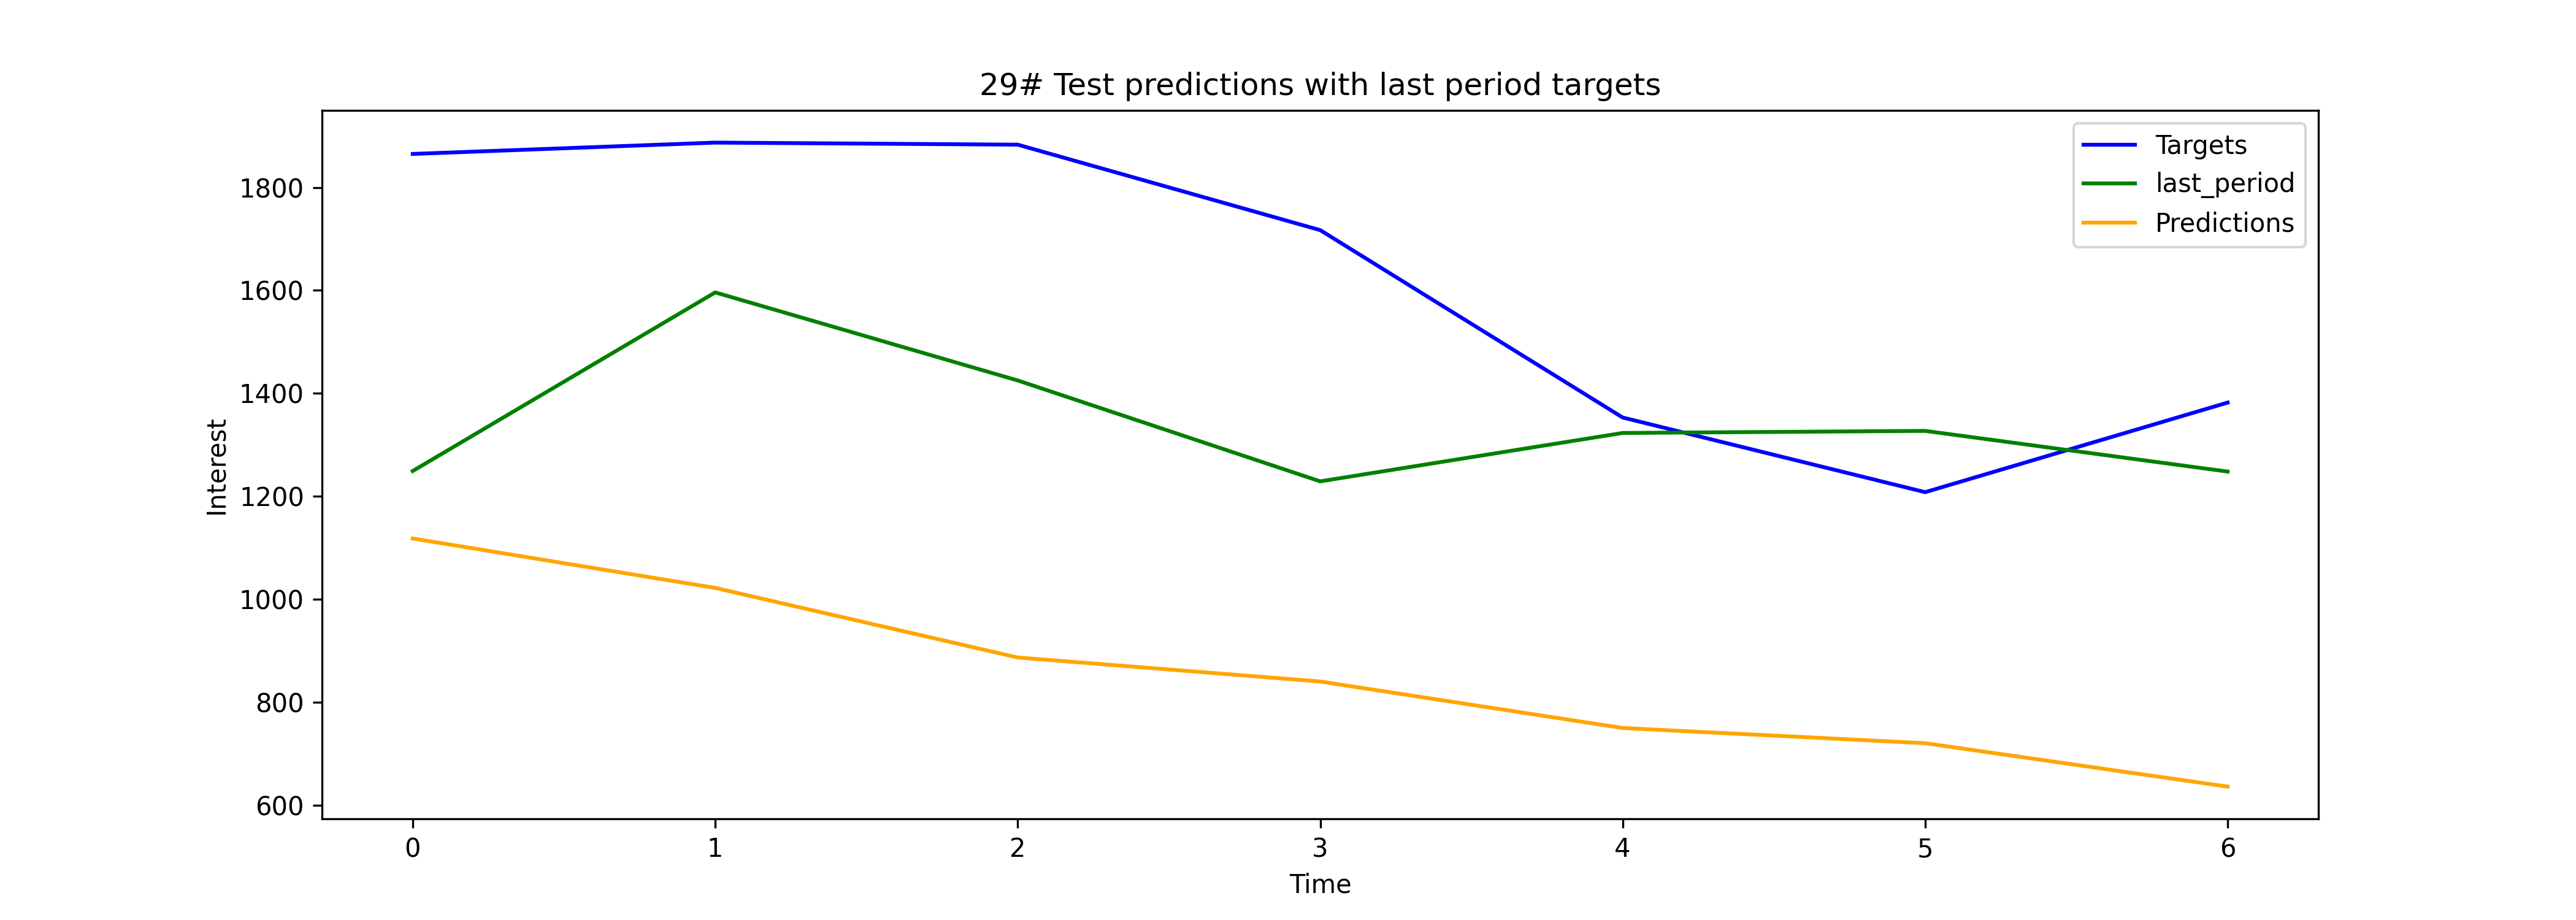 29# Test predictions with last period targets
Targets
last_period
Predictions
Interest
1800
1600
1400
1200
1000
800
600
0 1 2 3 4 5 6
Time